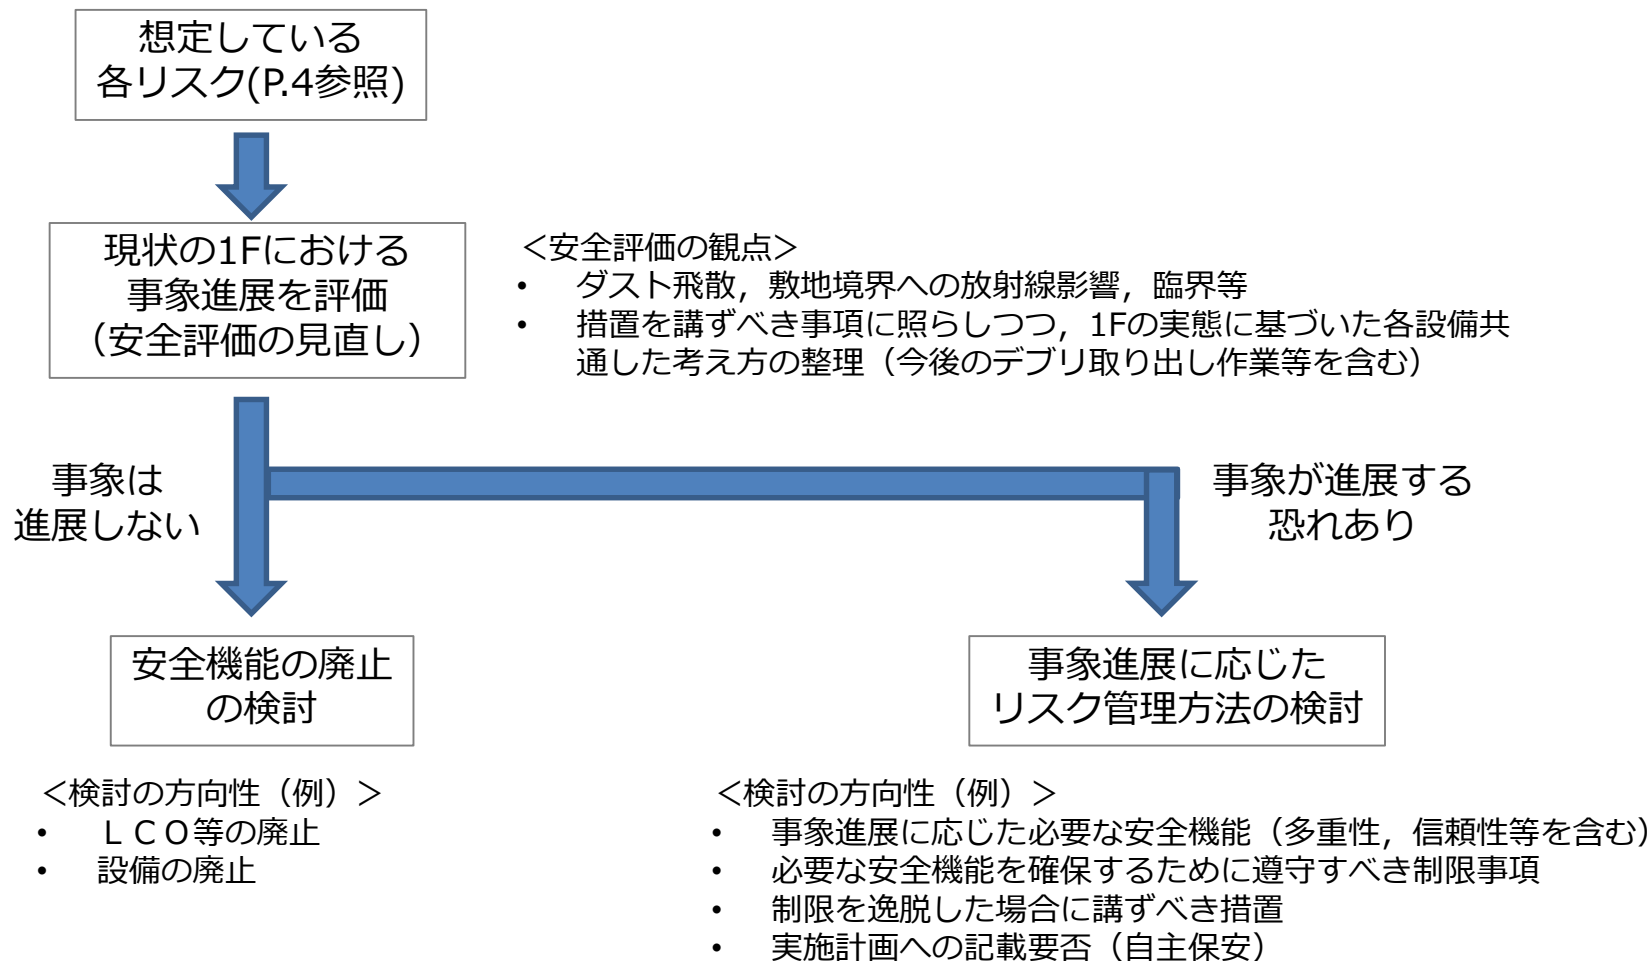 想定している
各リスク(P.4参照)
現状の1Fにおける
事象進展を評価
（安全評価の見直し）
＜安全評価の観点＞
• ダスト飛散，敷地境界への放射線影響，臨界等
• 措置を講ずべき事項に照らしつつ，1Fの実態に基づいた各設備共
通した考え方の整理（今後のデブリ取り出し作業等を含む）
事象は
進展しない
事象が進展する
恐れあり
安全機能の廃止
の検討
＜検討の方向性（例）＞
• ＬＣＯ等の廃止
• 設備の廃止
事象進展に応じた
リスク管理方法の検討
＜検討の方向性（例）＞
• 事象進展に応じた必要な安全機能（多重性，信頼性等を含む）
• 必要な安全機能を確保するために遵守すべき制限事項
• 制限を逸脱した場合に講ずべき措置
• 実施計画への記載要否（自主保安）